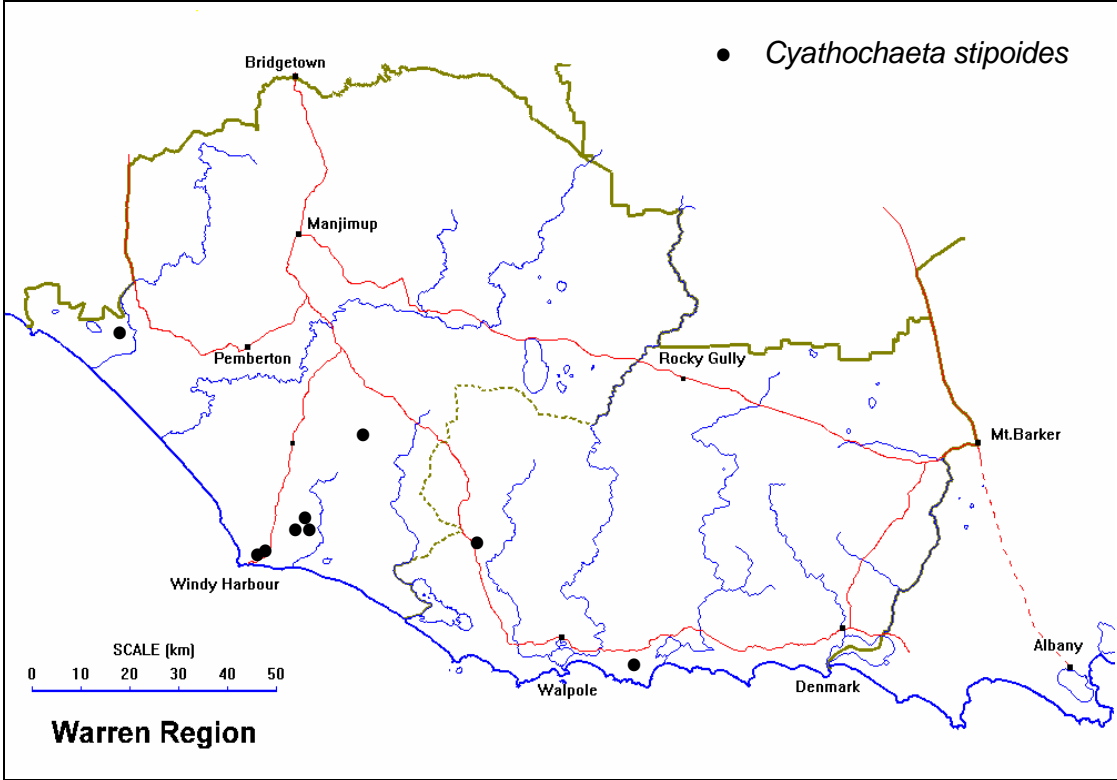 Cyathochaeta stipoides
Bridgetown
Manjimup
Pemberton
Rocky Gully
Mt.Barker
Windy Harbour
SCALE (km)
0 10 20 30 40 50
Walpole
Denmark
Albany
Warren Region